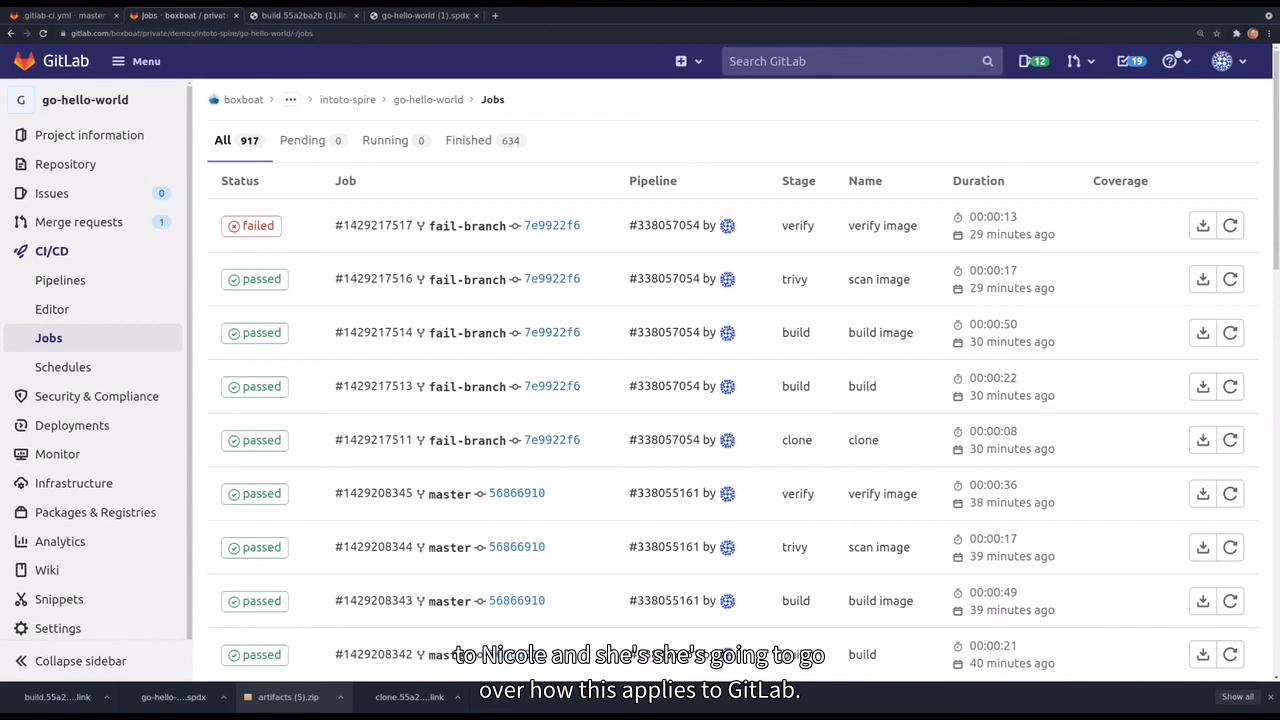 .gitlab-ci.yml · master
Jobs · boxboat / private
build.55a2ba2b (1).lin
go-hello-world (1).spdx
gitlab.com/boxboat/private/demos/intoto-spire/go-hello-world/-/jobs
GitLab
Menu
Search GitLab
12
19
G
go-hello-world
Project information
Repository
Issues 0
Merge requests 1
CI/CD
Pipelines
Editor
Jobs
Schedules
Security & Compliance
Deployments
Monitor
Infrastructure
Packages & Registries
Analytics
Wiki
Snippets
Settings
Collapse sidebar
boxboat > ... > intoto-spire > go-hello-world > Jobs
All 917 Pending 0 Running 0 Finished 634
Status Job Pipeline Stage Name Duration Coverage
failed #1429217517 fail-branch 7e9922f6 #338057054 by verify verify image 00:00:13
29 minutes ago
passed #1429217516 fail-branch 7e9922f6 #338057054 by trivy scan image 00:00:17
29 minutes ago
passed #1429217514 fail-branch 7e9922f6 #338057054 by build build image 00:00:50
30 minutes ago
passed #1429217513 fail-branch 7e9922f6 #338057054 by build build 00:00:22
30 minutes ago
passed #1429217511 fail-branch 7e9922f6 #338057054 by clone clone 00:00:08
30 minutes ago
passed #1429208345 master 56866910 #338055161 by verify verify image 00:00:36
38 minutes ago
passed #1429208344 master 56866910 #338055161 by trivy scan image 00:00:17
39 minutes ago
passed #1429208343 master 56866910 #338055161 by build build image 00:00:49
39 minutes ago
passed #1429208342 build 00:00:21
40 minutes ago
to Nicole and she's she's going to go
over how this applies to GitLab.
build.55a2....link
go-hello-....spdx
artifacts (5).zip
clone.55a2....link
Show all